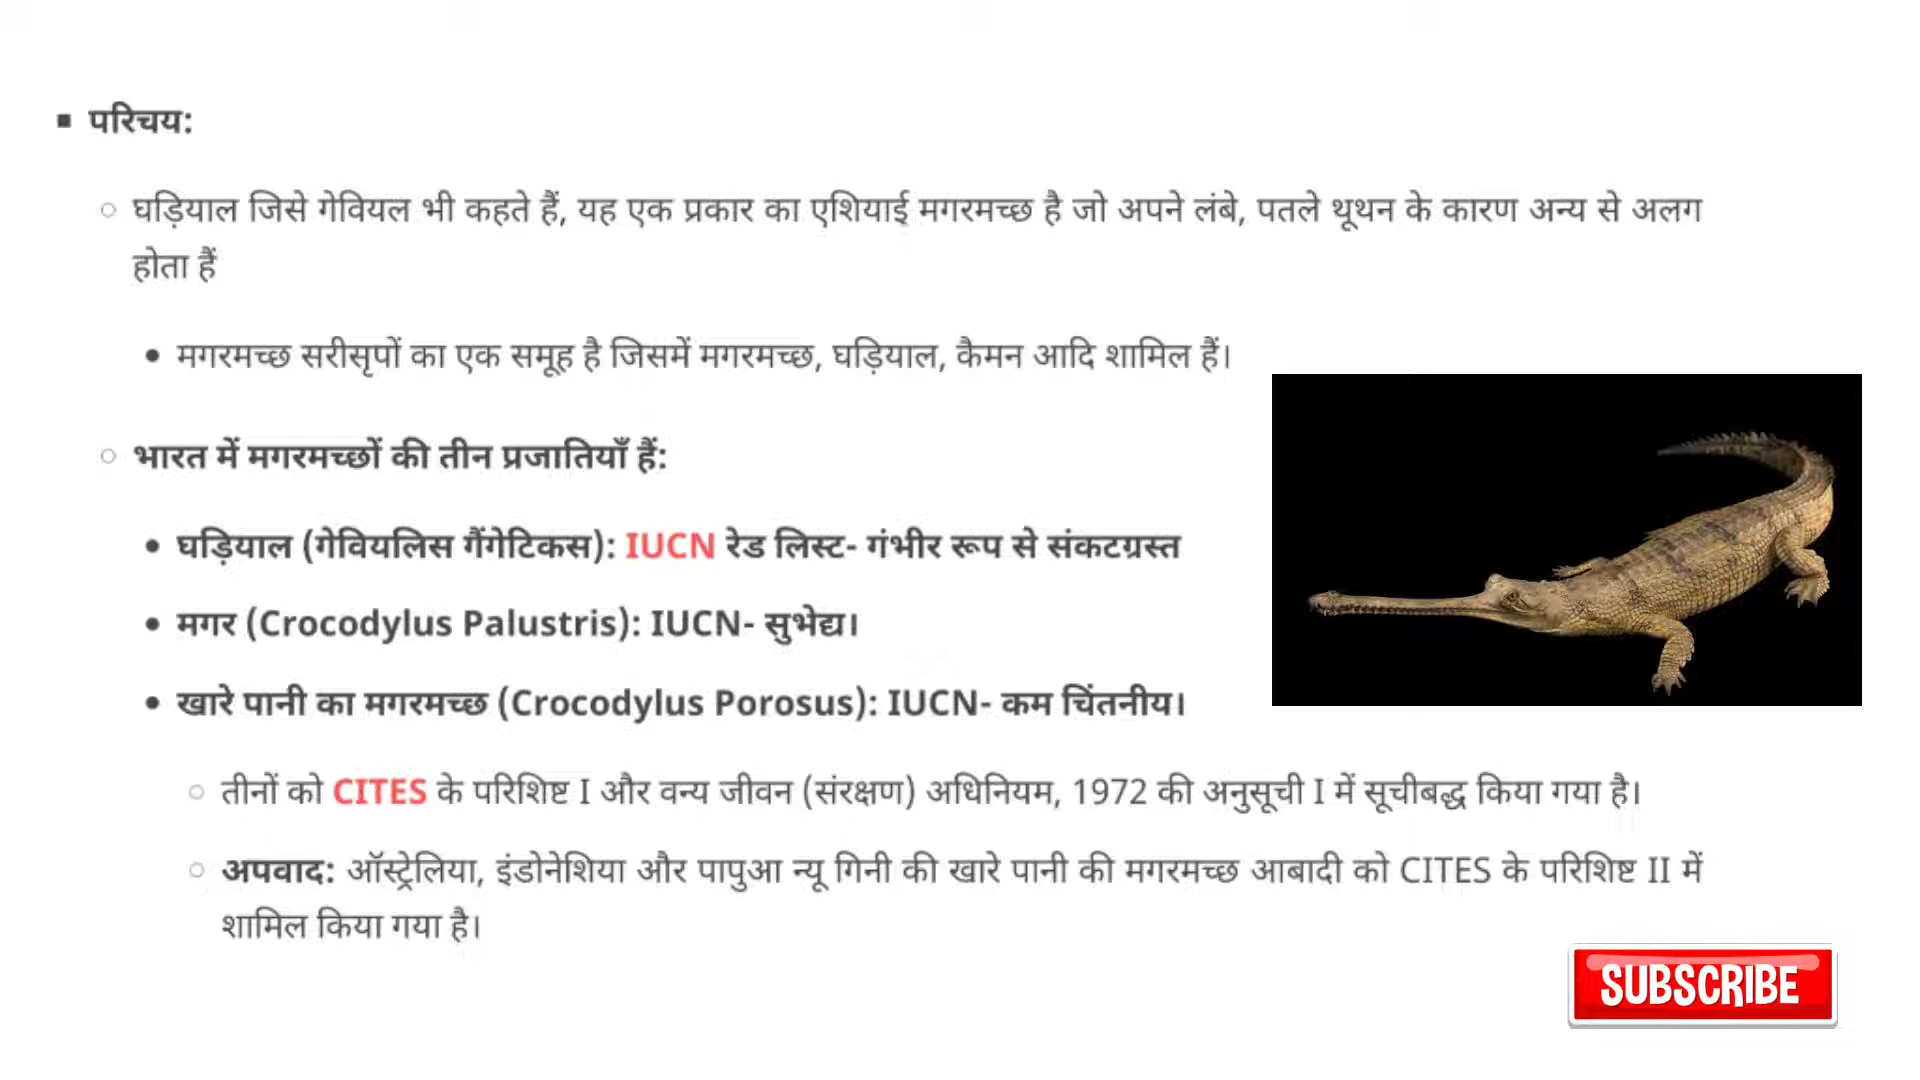 परिचय:
घड़ियाल जिसे गेवियल भी कहते हैं, यह एक प्रकार का एशियाई मगरमच्छ है जो अपने लंबे, पतले थूथन के कारण अन्य से अलग
होता हैं
मगरमच्छ सरीसृपों का एक समूह है जिसमें मगरमच्छ, घड़ियाल, कैमन आदि शामिल हैं।
भारत में मगरमच्छों की तीन प्रजातियाँ हैं:
घड़ियाल (गेवियलिस गैंगेटिकस): IUCN रेड लिस्ट- गंभीर रूप से संकटग्रस्त
मगर (Crocodylus Palustris): IUCN- सुभेद्य।
खारे पानी का मगरमच्छ (Crocodylus Porosus): IUCN- कम चिंतनीय।
तीनों को CITES के परिशिष्ट I और वन्य जीवन (संरक्षण) अधिनियम, 1972 की अनुसूची I में सूचीबद्ध किया गया है।
अपवाद: ऑस्ट्रेलिया, इंडोनेशिया और पापुआ न्यू गिनी की खारे पानी की मगरमच्छ आबादी को CITES के परिशिष्ट II में
शामिल किया गया है।
SUBSCRIBE